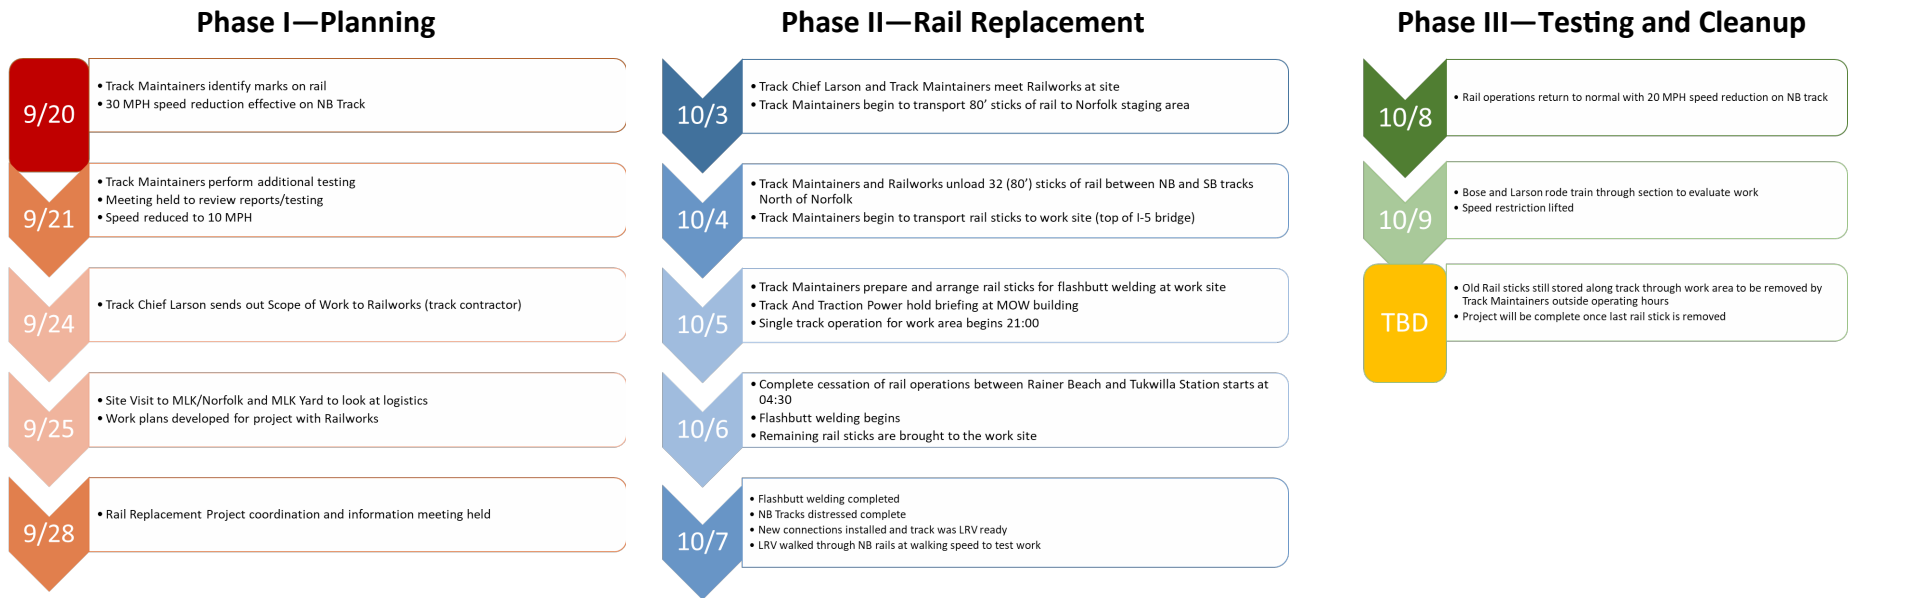 Phase I—Planning
9/20
• Track Maintainers identify marks on rail
• 30 MPH speed reduction effective on NB Track
9/21
• Track Maintainers perform additional testing
• Meeting held to review reports/testing
• Speed reduced to 10 MPH
9/24
• Track Chief Larson sends out Scope of Work to Railworks (track contractor)
9/25
• Site Visit to MLK/Norfolk and MLK Yard to look at logistics
• Work plans developed for project with Railworks
9/28
• Rail Replacement Project coordination and information meeting held
Phase II—Rail Replacement
10/3
• Track Chief Larson and Track Maintainers meet Railworks at site
• Track Maintainers begin to transport 80’ sticks of rail to Norfolk staging area
10/4
• Track Maintainers and Railworks unload 32 (80’) sticks of rail between NB and SB tracks
North of Norfolk
• Track Maintainers begin to transport rail sticks to work site (top of I-5 bridge)
10/5
• Track Maintainers prepare and arrange rail sticks for flashbutt welding at work site
• Track And Traction Power hold briefing at MOW building
• Single track operation for work area begins 21:00
10/6
• Complete cessation of rail operations between Rainer Beach and Tukwilla Station starts at
04:30
• Flashbutt welding begins
• Remaining rail sticks are brought to the work site
10/7
• Flashbutt welding completed
• NB Tracks distressed complete
• New connections installed and track was LRV ready
• LRV walked through NB rails at walking speed to test work
Phase III—Testing and Cleanup
10/8
• Rail operations return to normal with 20 MPH speed reduction on NB track
10/9
• Bose and Larson rode train through section to evaluate work
• Speed restriction lifted
TBD
• Old Rail sticks still stored along track through work area to be removed by
Track Maintainers outside operating hours
• Project will be complete once last rail stick is removed